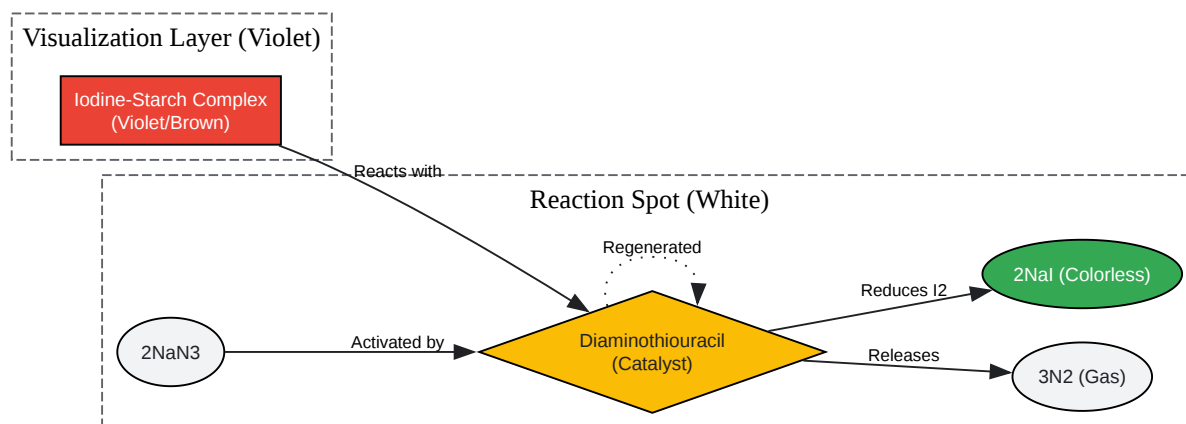 Visualization Layer (Violet)
Iodine-Starch Complex
(Violet/Brown)
Reacts with
Reaction Spot (White)
Regenerated
2NaI (Colorless)
Reduces I2
Diaminothiouracil
(Catalyst)
2NaN3
Activated by
Releases
3N2 (Gas)